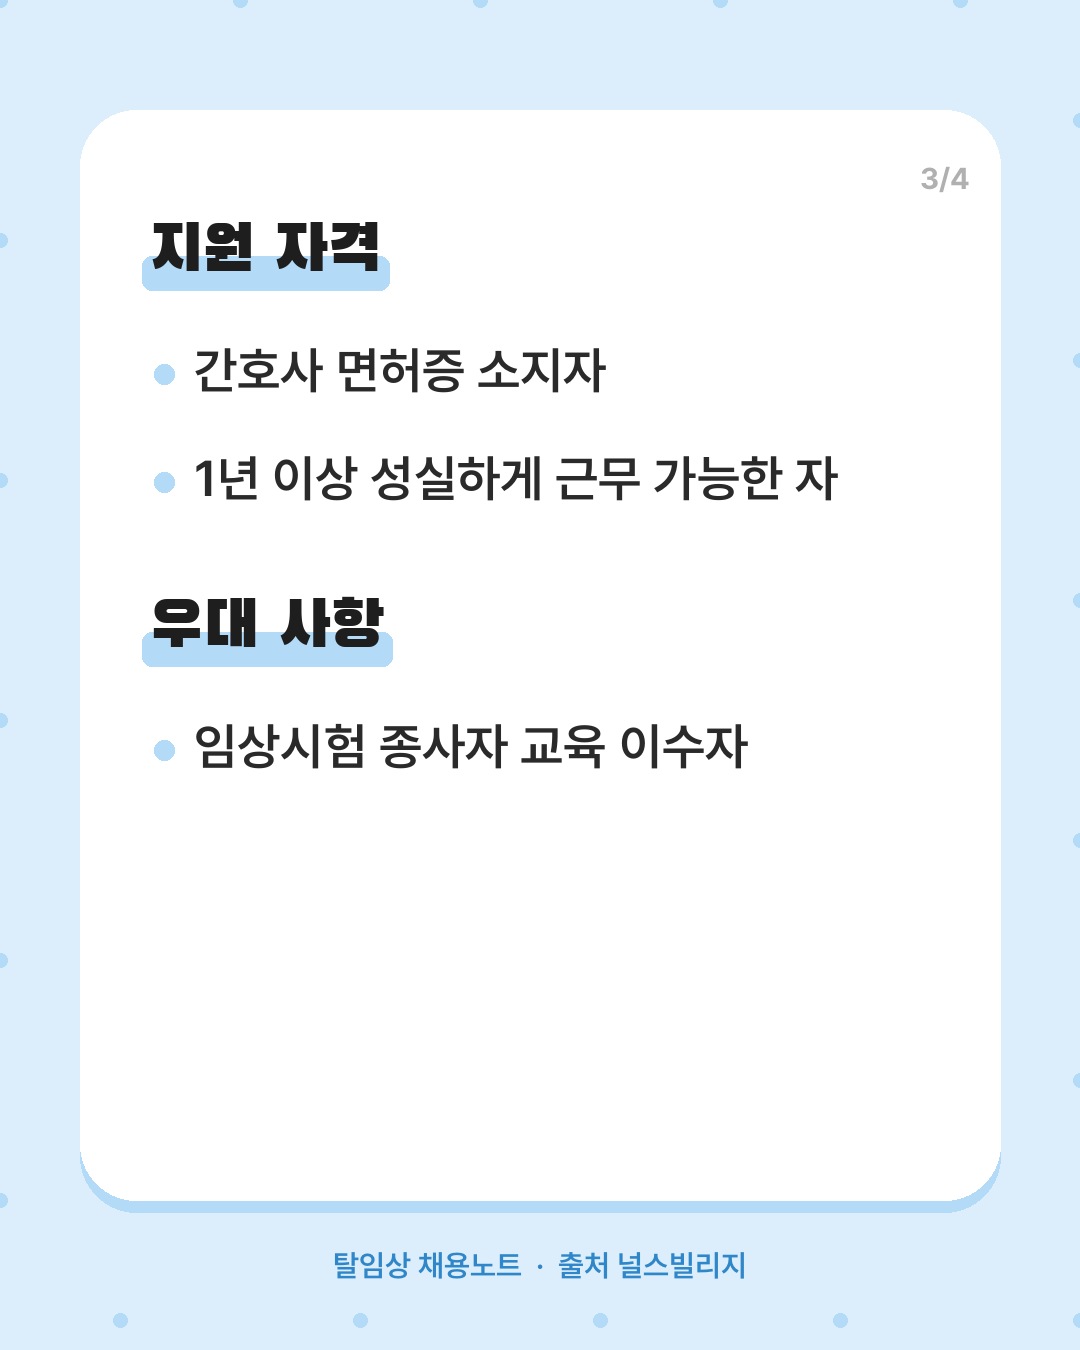 3/4
지원 자격
간호사 면허증 소지자
1년 이상 성실하게 근무 가능한 자
우대 사항
임상시험 종사자 교육 이수자
탈임상 채용노트 · 출처 널스빌리지